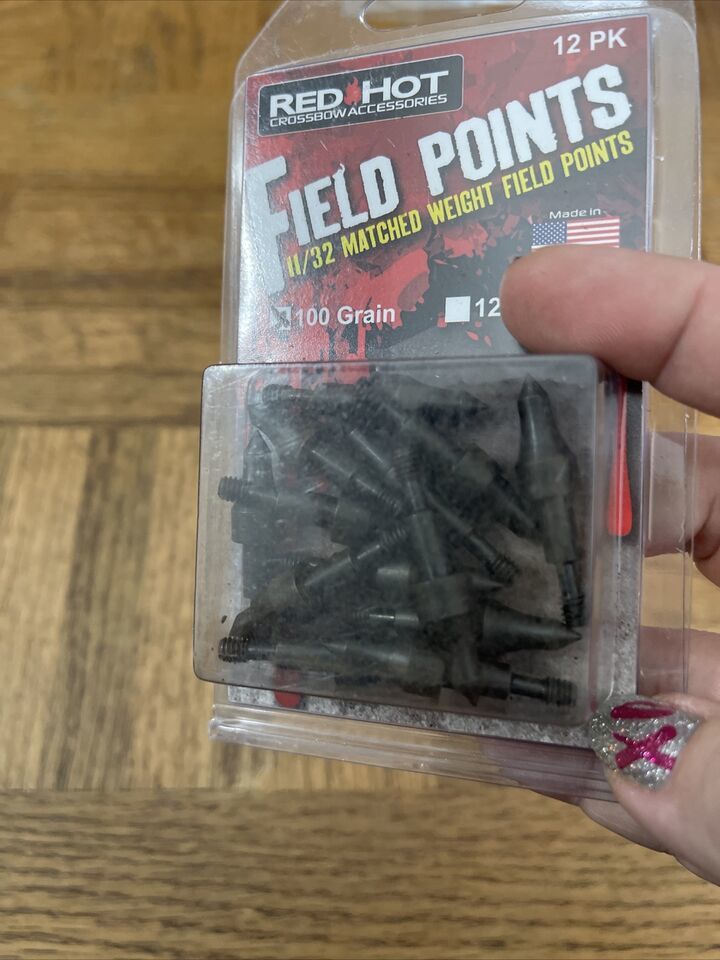 12 PK
RED HOT
CROSSBOW ACCESSORIES
FIELD POINTS
11/32 MATCHED WEIGHT FIELD POINTS
Made in
100 Grain
12